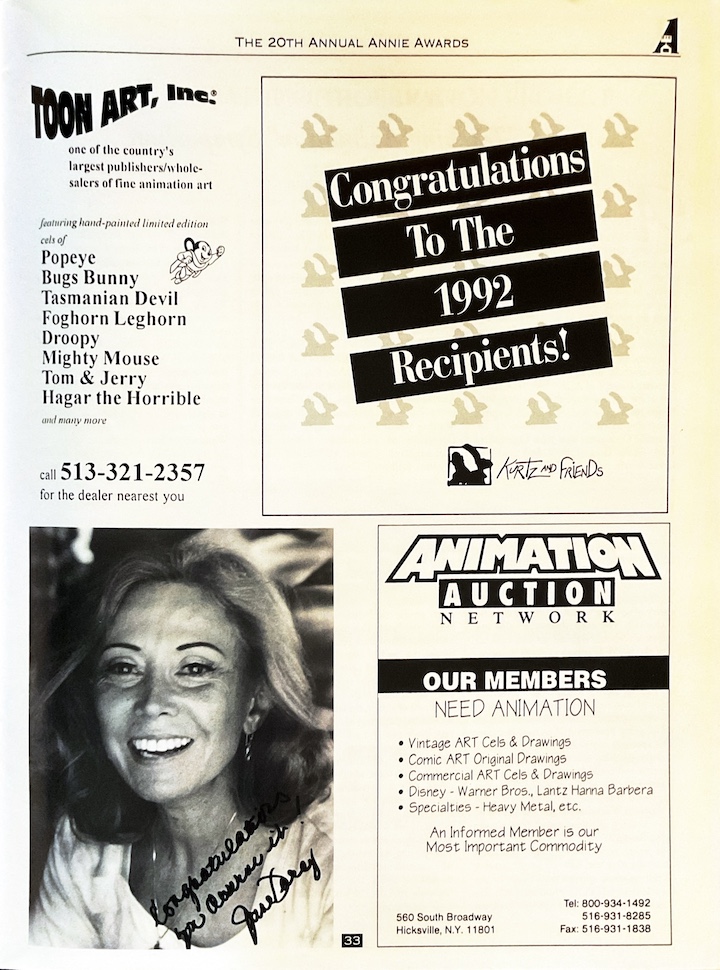 THE 20TH ANNUAL ANNIE AWARDS
A
TOON ART, Inc.
one of the country's
largest publishers/whole-
salers of fine animation art
featuring hand-painted limited edition
cels of
Popeye
Bugs Bunny
Tasmanian Devil
Foghorn Leghorn
Droopy
Mighty Mouse
Tom & Jerry
Hagar the Horrible
and many more
call 513-321-2357
for the dealer nearest you
Congratulations
To The
1992
Recipients!
KURTZ AND FRIENDS
Congratulations
you deserve it!
June Foray
ANIMATION
AUCTION
NETWORK
OUR MEMBERS
NEED ANIMATION
• Vintage ART Cels & Drawings
• Comic ART Original Drawings
• Commercial ART Cels & Drawings
• Disney - Warner Bros., Lantz Hanna Barbera
• Specialties - Heavy Metal, etc.
An Informed Member is our
Most Important Commodity
560 South Broadway
Hicksville, N.Y. 11801
Tel: 800-934-1492
516-931-8285
Fax: 516-931-1838
33